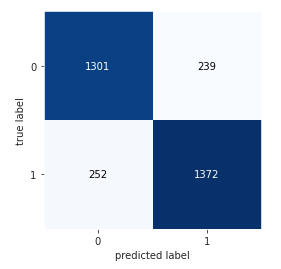 0
1301 239
true label
1
252 1372
0 1
predicted label